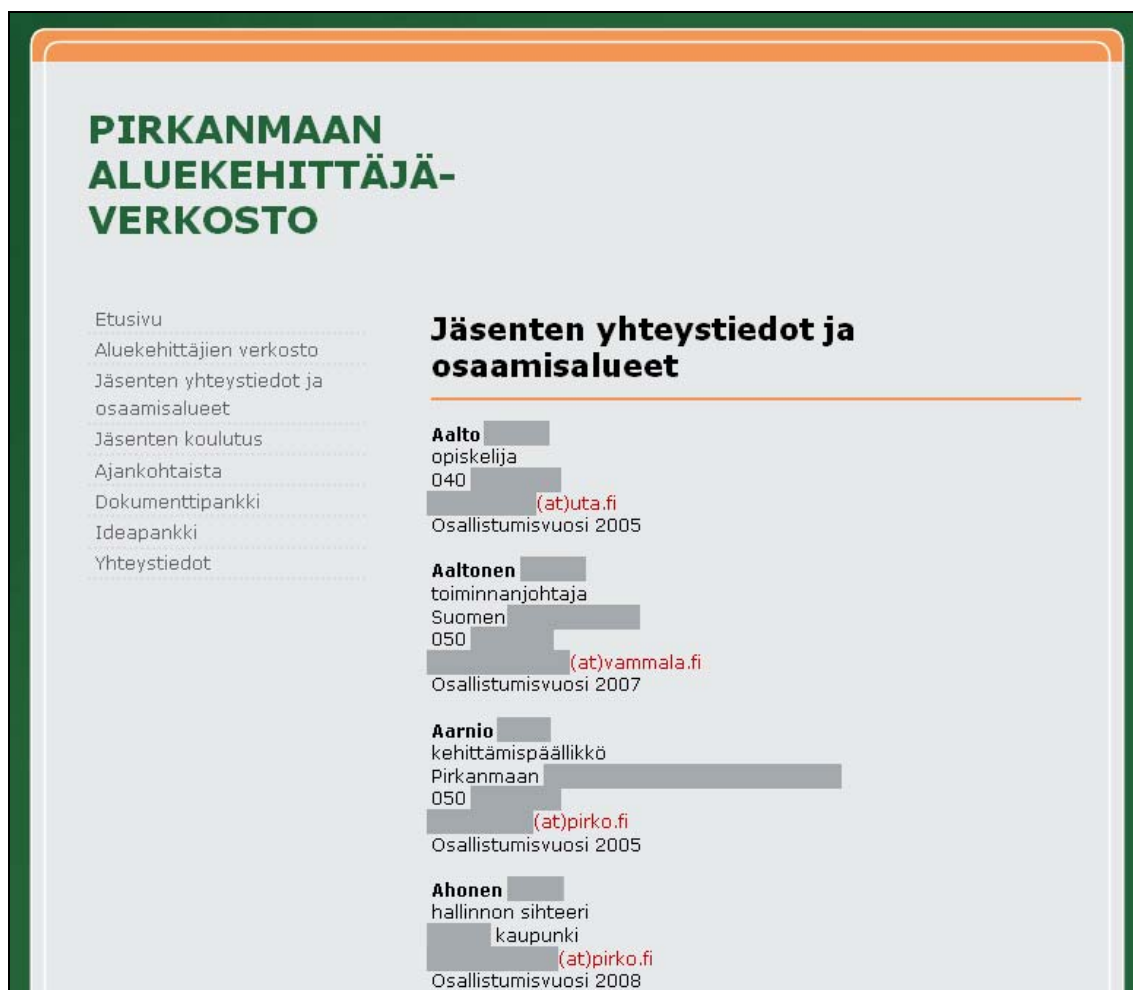 PIRKANMAAN
ALUEKEHITTÄJÄ-
VERKOSTO
Etusivu
Aluekehittäjien verkosto
Jäsenten yhteystiedot ja
osaamisalueet
Jäsenten koulutus
Ajankohtaista
Dokumenttipankki
Ideapankki
Yhteystiedot
Jäsenten yhteystiedot ja
osaamisalueet
Aalto
opiskelija
040
(at)uta.fi
Osallistumisvuosi 2005
Aaltonen
toiminnanjohtaja
Suomen
050
(at)vammala.fi
Osallistumisvuosi 2007
Aarnio
kehittämispäällikkö
Pirkanmaan
050
(at)pirko.fi
Osallistumisvuosi 2005
Ahonen
hallinnon sihteeri
kaupunki
(at)pirko.fi
Osallistumisvuosi 2008